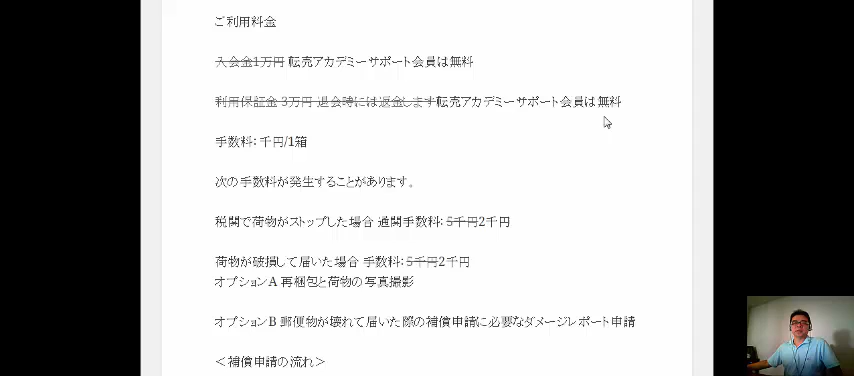 ご利用料金
入会金1万円 転売アカデミーサポート会員は無料
利用保証金 3万円 退会時には返金します転売アカデミーサポート会員は無料
手数料: 千円/1箱
次の手数料が発生することがあります。
税関で荷物がストップした場合 通関手数料: 5千円2千円
荷物が破損して届いた場合 手数料: 5千円2千円
オプションA 再梱包と荷物の写真撮影
オプションB 郵便物が壊れて届いた際の補償申請に必要なダメージレポート申請
＜補償申請の流れ＞